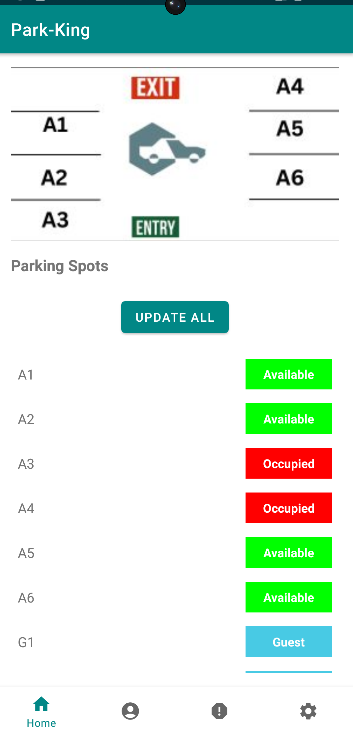 Park-King
EXIT
A4
A1
A5
A2
A6
A3
ENTRY
Parking Spots
UPDATE ALL
A1 Available
A2 Available
A3 Occupied
A4 Occupied
A5 Available
A6 Available
G1 Guest
Home